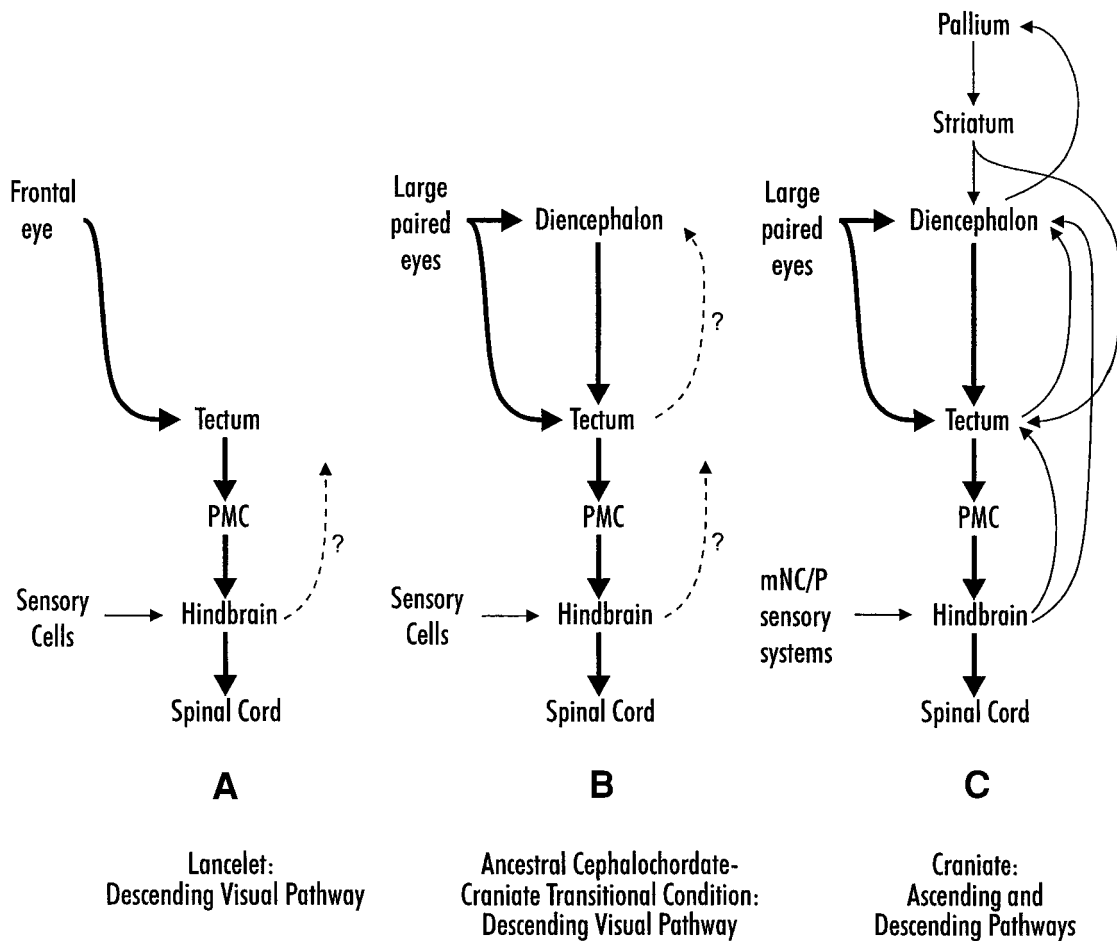 Frontal
eye
Tectum
PMC
?
Sensory
Cells
Hindbrain
Spinal Cord
A
Lancelet:
Descending Visual Pathway
Large
paired
eyes
Diencephalon
?
Tectum
PMC
?
Sensory
Cells
Hindbrain
Spinal Cord
B
Ancestral Cephalochordate-
Craniate Transitional Condition:
Descending Visual Pathway
Pallium
Striatum
Large
paired
eyes
Diencephalon
Tectum
PMC
mNC/P
sensory
systems
Hindbrain
Spinal Cord
C
Craniate:
Ascending and
Descending Pathways